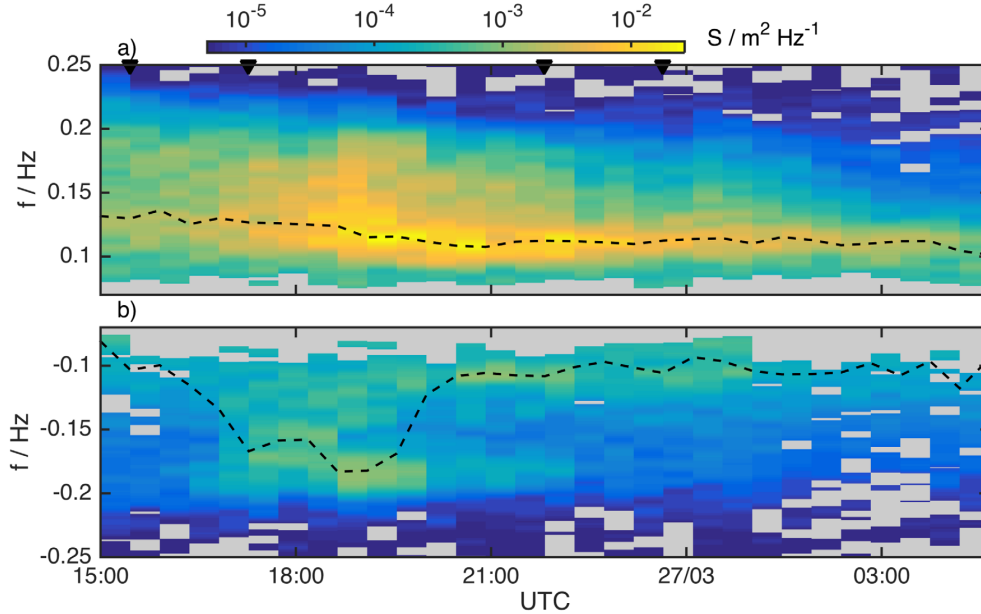 10⁻⁵ 10⁻⁴ 10⁻³ 10⁻²
S / m² Hz⁻¹
a)
0.25
0.2
0.15
0.1
f / Hz
b)
-0.1
-0.15
-0.2
-0.25
f / Hz
15:00 18:00 21:00 27/03 03:00
UTC